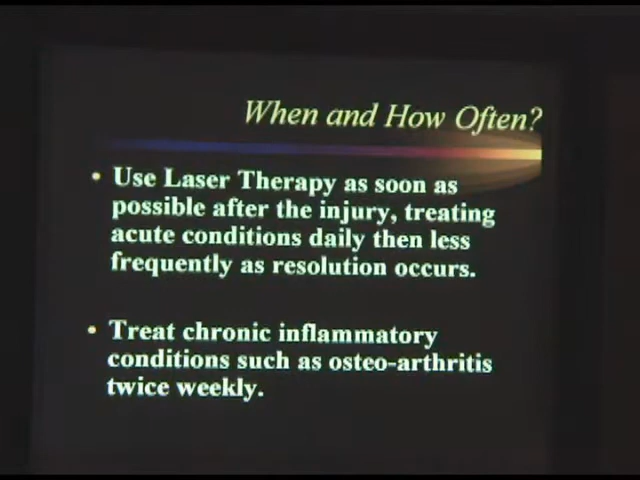 When and How Often?
• Use Laser Therapy as soon as
possible after the injury, treating
acute conditions daily then less
frequently as resolution occurs.
• Treat chronic inflammatory
conditions such as osteo-arthritis
twice weekly.